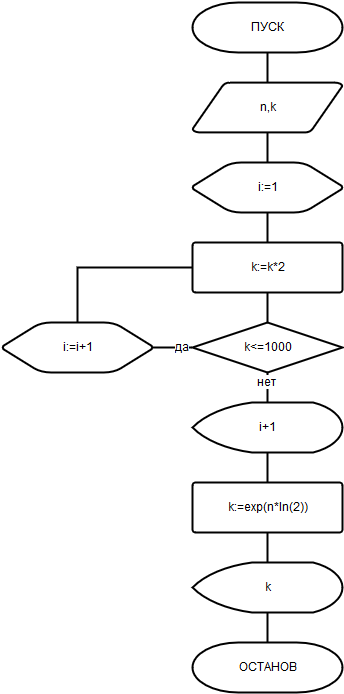 ПУСК
n,k
i:=1
k:=k*2
i:=i+1
да
k<=1000
нет
i+1
k:=exp(n*ln(2))
k
ОСТАНОВ